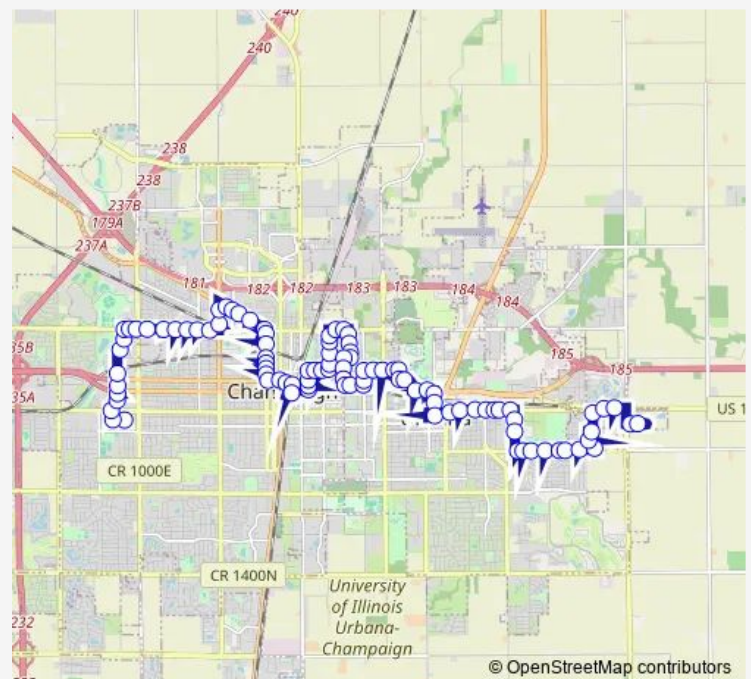 240
240
238
238
237B
179A
237A
181
182
182
183
183
184
184
185
185
35B
35A
US 1
CR 1000E
CR 1400N
University
of Illinois
Urbana-
Champaign
232
© OpenStreetMap contributors